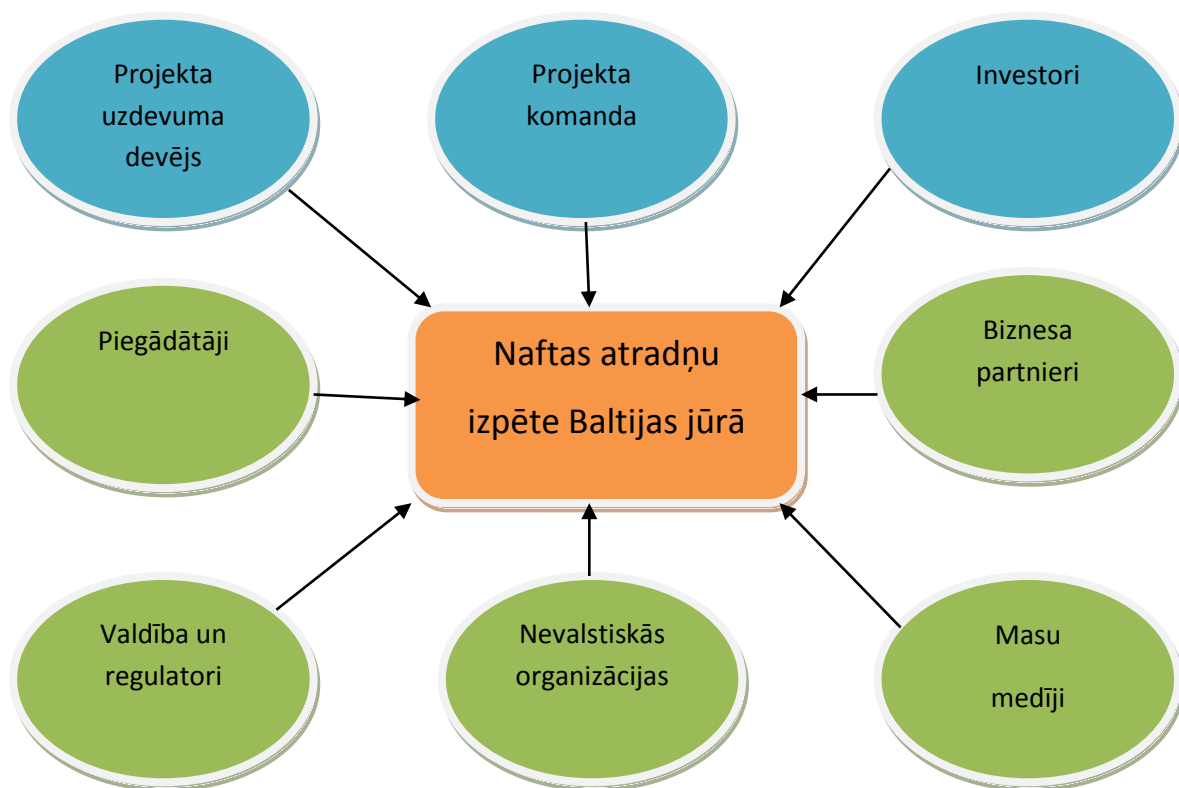 Projekta
uzdevuma
devējs
Projekta
komanda
Investori
Piegādātāji
Naftas atradņu
izpēte Baltijas jūrā
Biznesa
partnieri
Valdība un
regulatori
Nevalstiskās
organizācijas
Masu
medīji